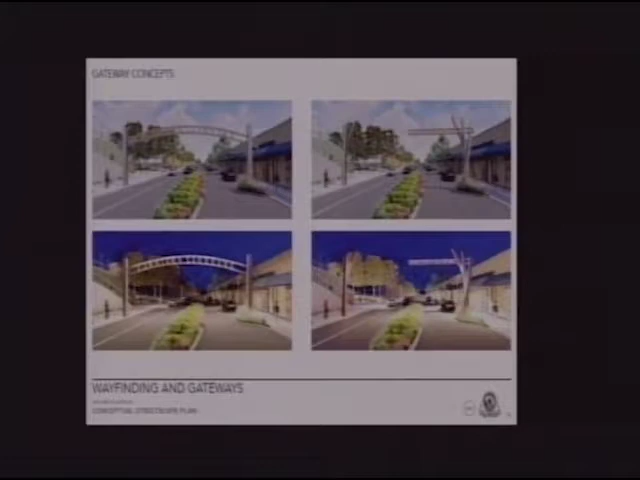 GATEWAY CONCEPTS
WAYFINDING AND GATEWAYS
CONCEPTUAL STREETSCAPE PLAN